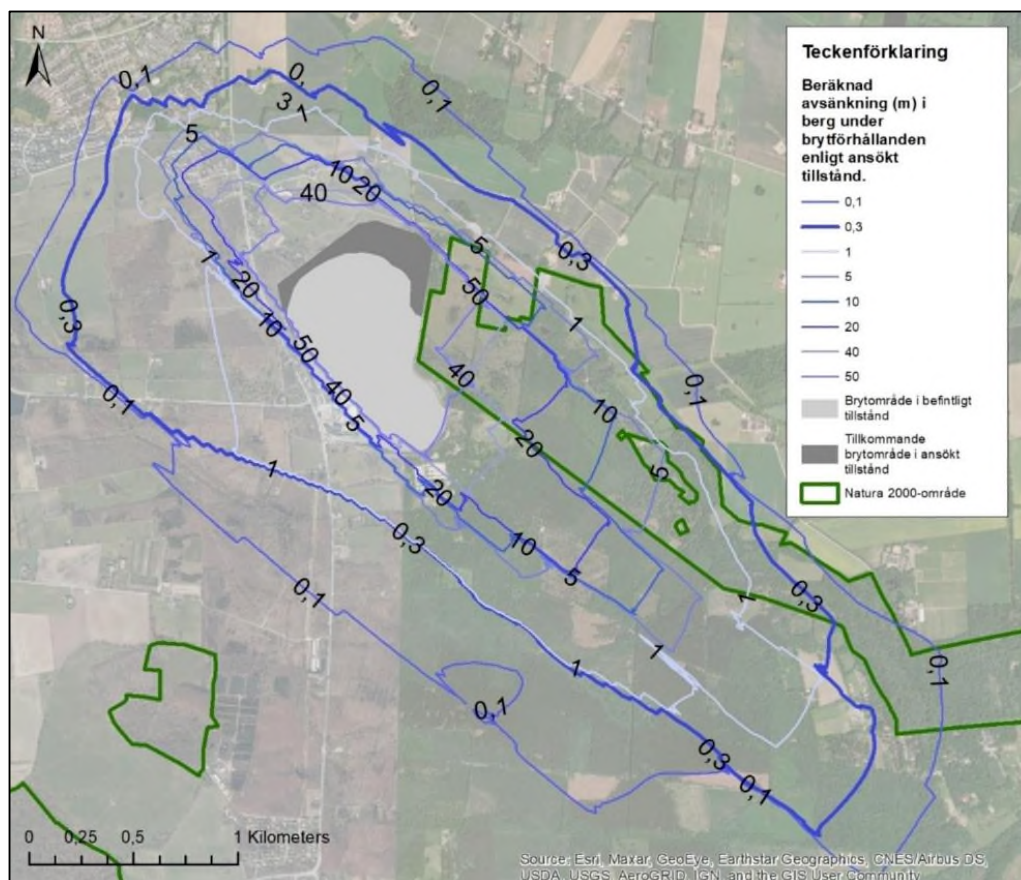 N
0,1
0,1
0,1
3
1
5
10
20
40
0,3
5
50
1
1
20
10
0,3
50
40
40
0,1
10
5
0,1
20
5
1
20
0,3
10
5
0,1
1
0,3
1
1
0,1
0,1
0,3
0,1
Teckenförklaring
Beräknad
avsänkning (m) i
berg under
brytförhållanden
enligt ansökt
tillstånd.
0,1
0,3
1
5
10
20
40
50
Brytområde i befintligt
tillstånd
Tillkommande
brytområde i ansökt
tillstånd
Natura 2000-område
0 0,25 0,5 1 Kilometers
Source: Esri, Maxar, GeoEye, Earthstar Geographics, CNES/Airbus DS,
USDA, USGS, AeroGRID, IGN, and the GIS User Community